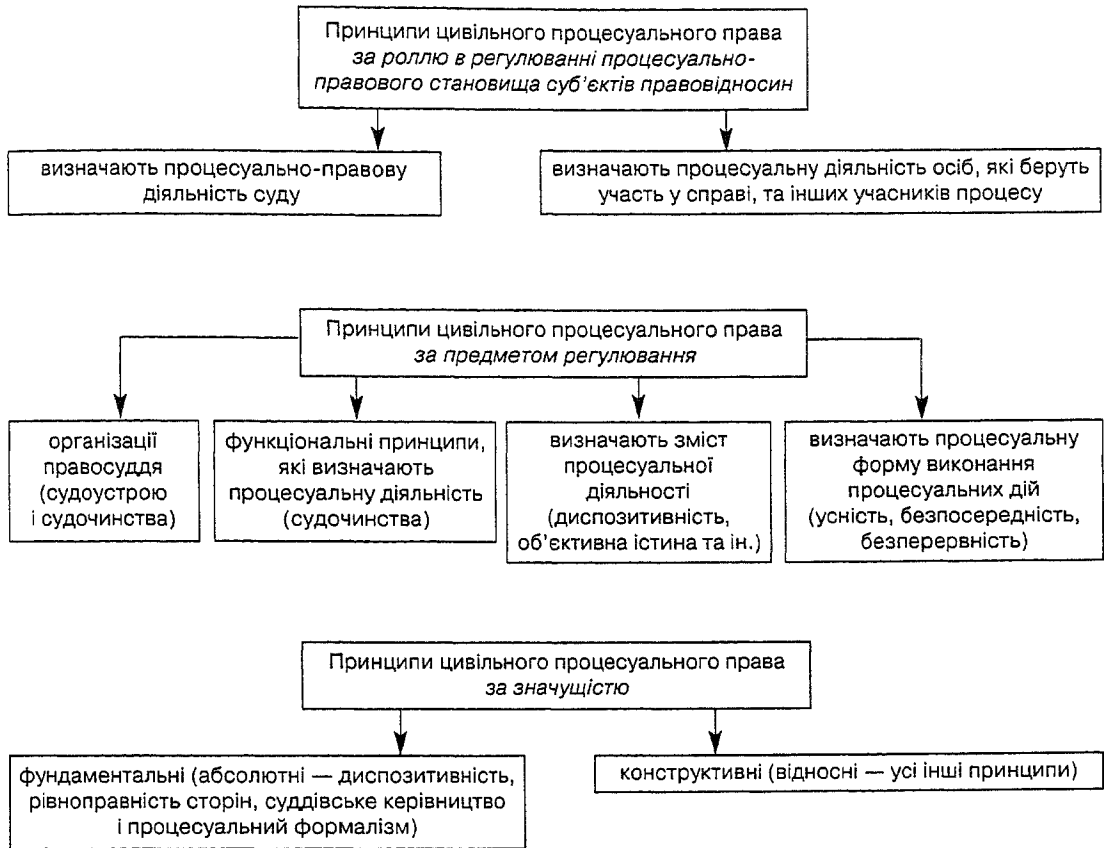 Принципи цивільного процесуального права
за роллю в регулюванні процесуально-
правового становища суб’єктів правовідносин
визначають процесуально-правову
діяльність суду
визначають процесуальну діяльність осіб, які беруть
участь у справі, та інших учасників процесу
Принципи цивільного процесуального права
за предметом регулювання
організації
правосуддя
(судоустрою
і судочинства)
функціональні принципи,
які визначають
процесуальну діяльність
(судочинства)
визначають зміст
процесуальної
діяльності
(диспозитивність,
об’єктивна істина та ін.)
визначають процесуальну
форму виконання
процесуальних дій
(усність, безпосередність,
безперервність)
Принципи цивільного процесуального права
за значущістю
фундаментальні (абсолютні — диспозитивність,
рівноправність сторін, суддівське керівництво
і процесуальний формалізм)
конструктивні (відносні — усі інші принципи)